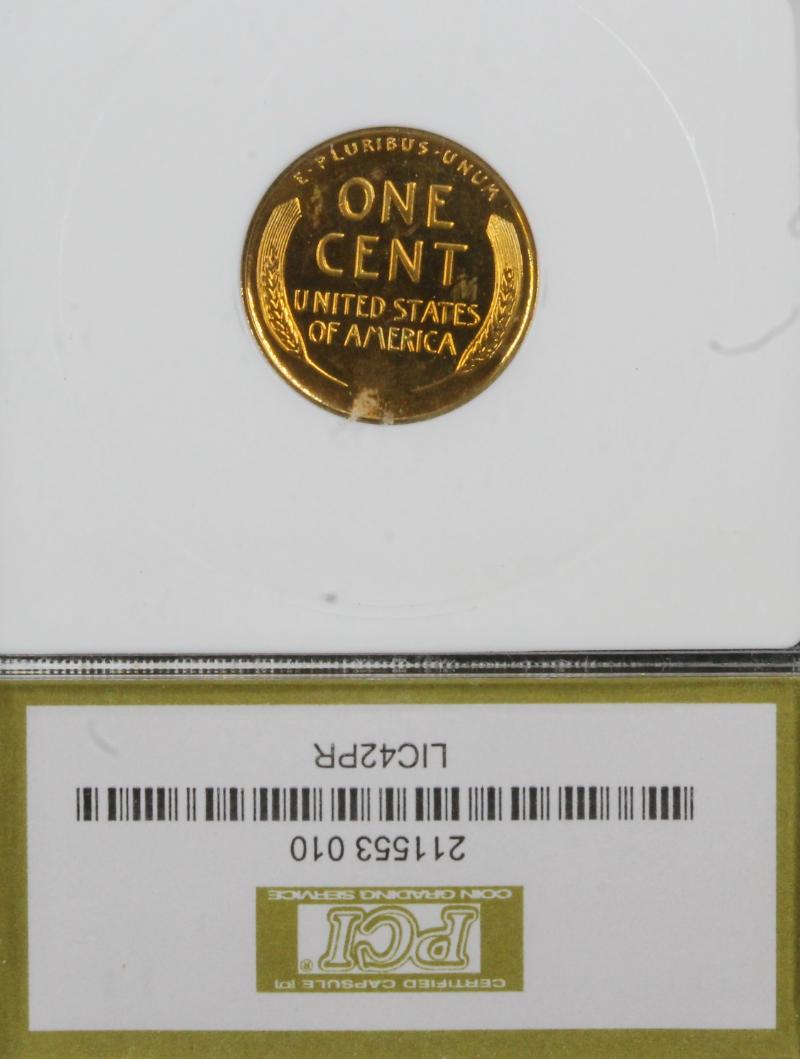 E·PLURIBUS·UNUM
ONE
CENT
UNITED STATES
OF AMERICA
CERTIFIED CAPSULE
PCI®
COIN GRADING SERVICE
211553 010
LIC42PR